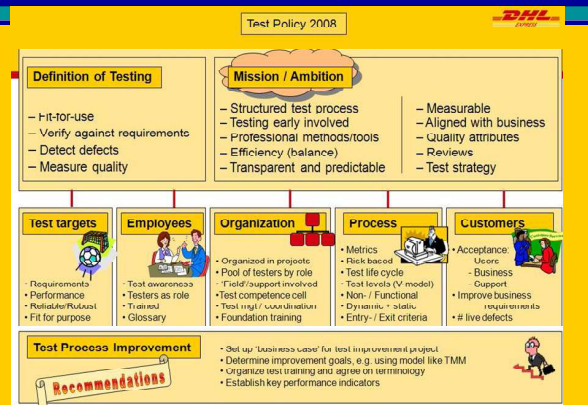 Test Policy 2008
DHL
EXPRESS
Definition of Testing
– Fit-for-use
– Verify against requirements
– Detect defects
– Measure quality
Mission / Ambition
– Structured test process
– Testing early involved
– Professional methods/tools
– Efficiency (balance)
– Transparent and predictable
– Measurable
– Aligned with business
– Quality attributes
– Reviews
– Test strategy
Test targets
- Requirements
• Performance
• Reliable/Robust
• Fit for purpose
Employees
- Test awareness
• Testers as role
• Trained
• Glossary
Organization
• Organized in projects
• Pool of testers by role
• 'Field'/support involved
• Test competence cell
• Test mgt / coordination
• Foundation training
Process
• Metrics
• Risk based
• Test life cycle
• Test levels (V-model)
• Non- / Functional
• Dynamic + static
• Entry- / Exit criteria
Customers
• Acceptance:
- Users
- Business
- Support
• Improve business
requirements
• # live defects
Test Process Improvement
Recommendations
- Set up 'business case' for test improvement project
• Determine improvement goals, e.g. using model like TMM
• Organize test training and agree on terminology
• Establish key performance indicators